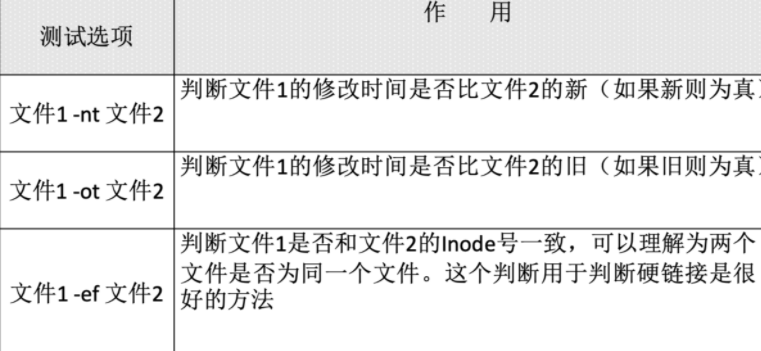 作 用
测试选项
判断文件1的修改时间是否比文件2的新（如果新则为真）
文件1 -nt 文件2
判断文件1的修改时间是否比文件2的旧（如果旧则为真）
文件1 -ot 文件2
判断文件1是否和文件2的Inode号一致，可以理解为两个
文件是否为同一个文件。这个判断用于判断硬链接是很
好的方法
文件1 -ef 文件2